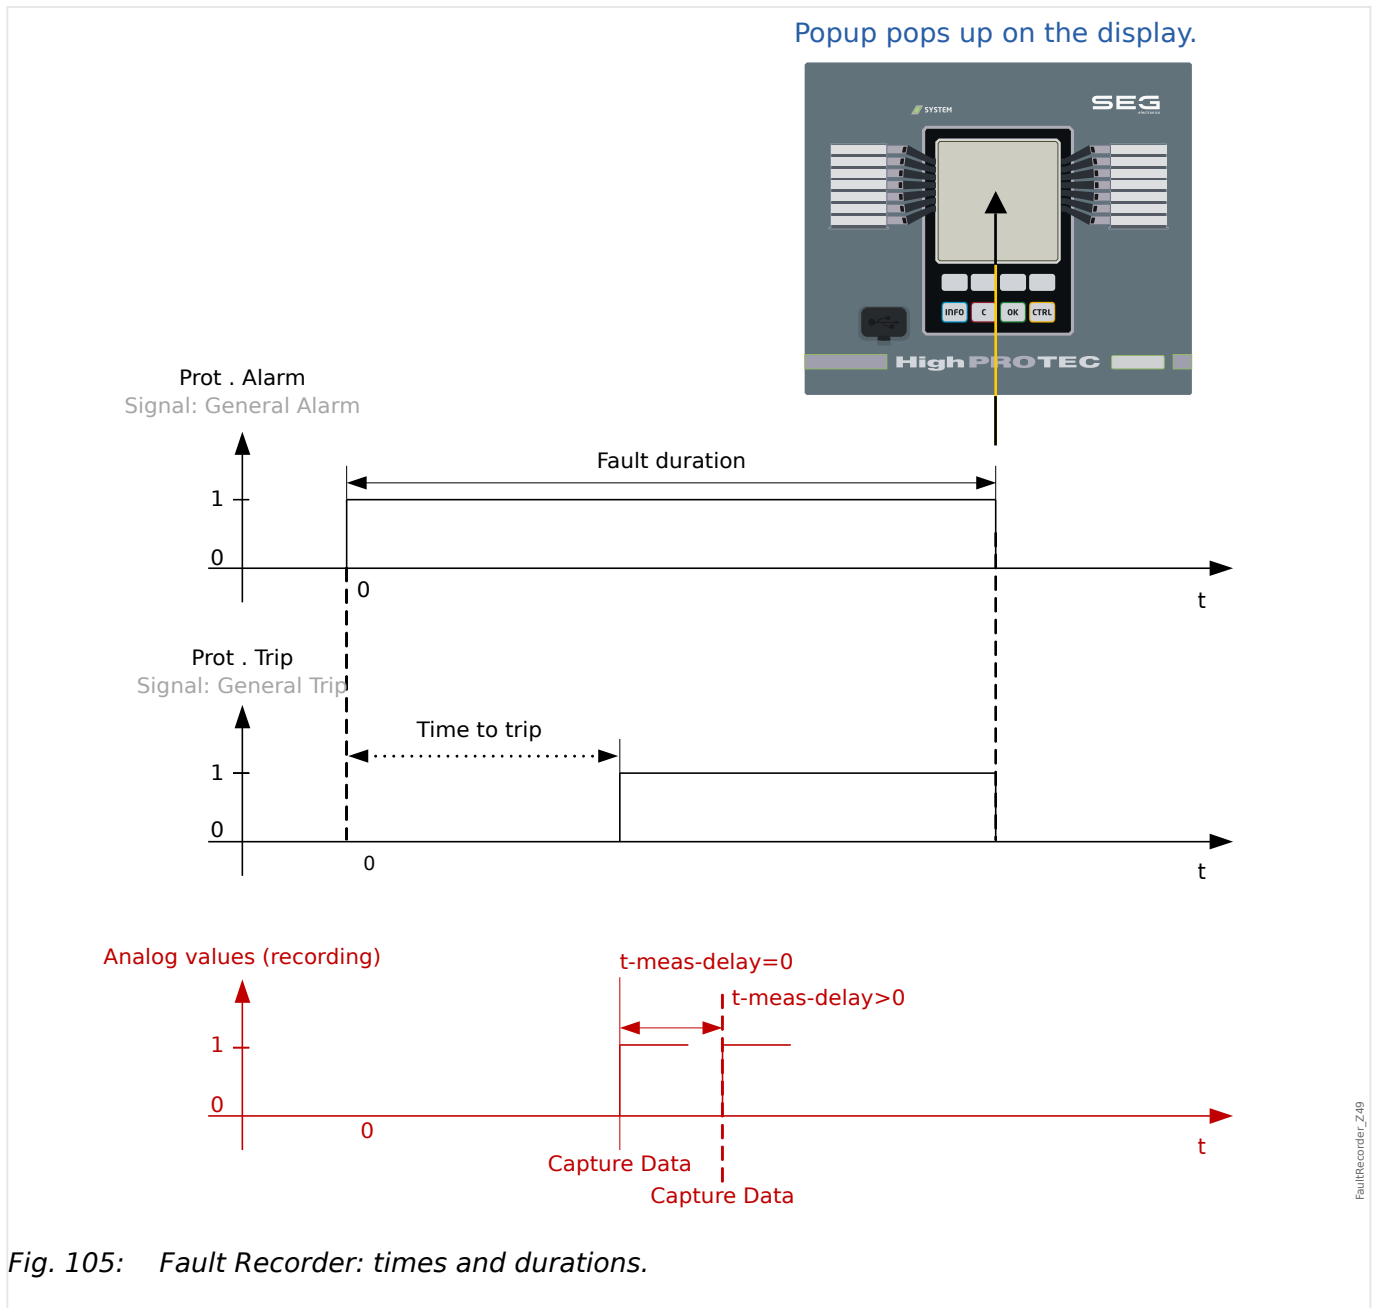 Popup pops up on the display.
SYSTEM
SEG
electronics
INFO
C
OK
CTRL
HighPROTEC
Prot . Alarm
Signal: General Alarm
Fault duration
1
0
0
t
Prot . Trip
Signal: General Trip
Time to trip
1
0
0
t
Analog values (recording)
t-meas-delay=0
t-meas-delay>0
1
0
0
t
Capture Data
Capture Data
FaultRecorder_Z49
Fig. 105: Fault Recorder: times and durations.